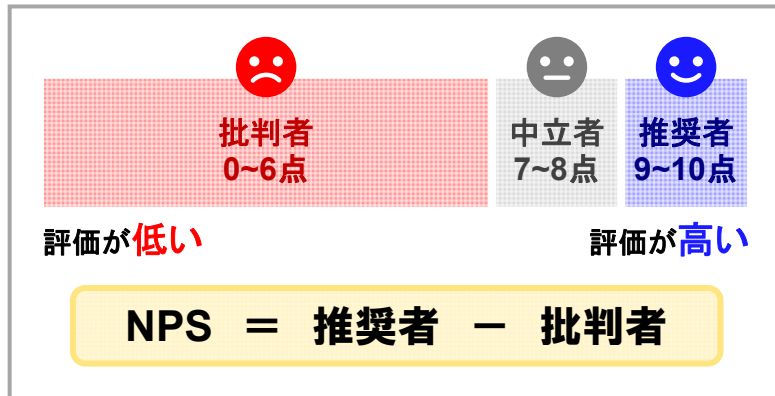 批判者
0~6点
中立者
7~8点
推奨者
9~10点
評価が低い
評価が高い
NPS ＝ 推奨者 － 批判者